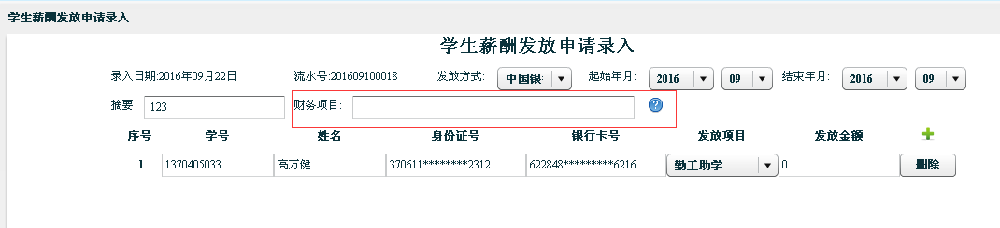 学生薪酬发放申请录入
学生薪酬发放申请录入
录入日期:2016年09月22日 流水号:201609100018 发放方式: 中国银 起始年月: 2016 09 结束年月: 2016 09
摘要 123 财务项目: ?
序号 学号 姓名 身份证号 银行卡号 发放项目 发放金额
1 1370405033 高万健 370611********2312 622848*********6216 勤工助学 0 删除